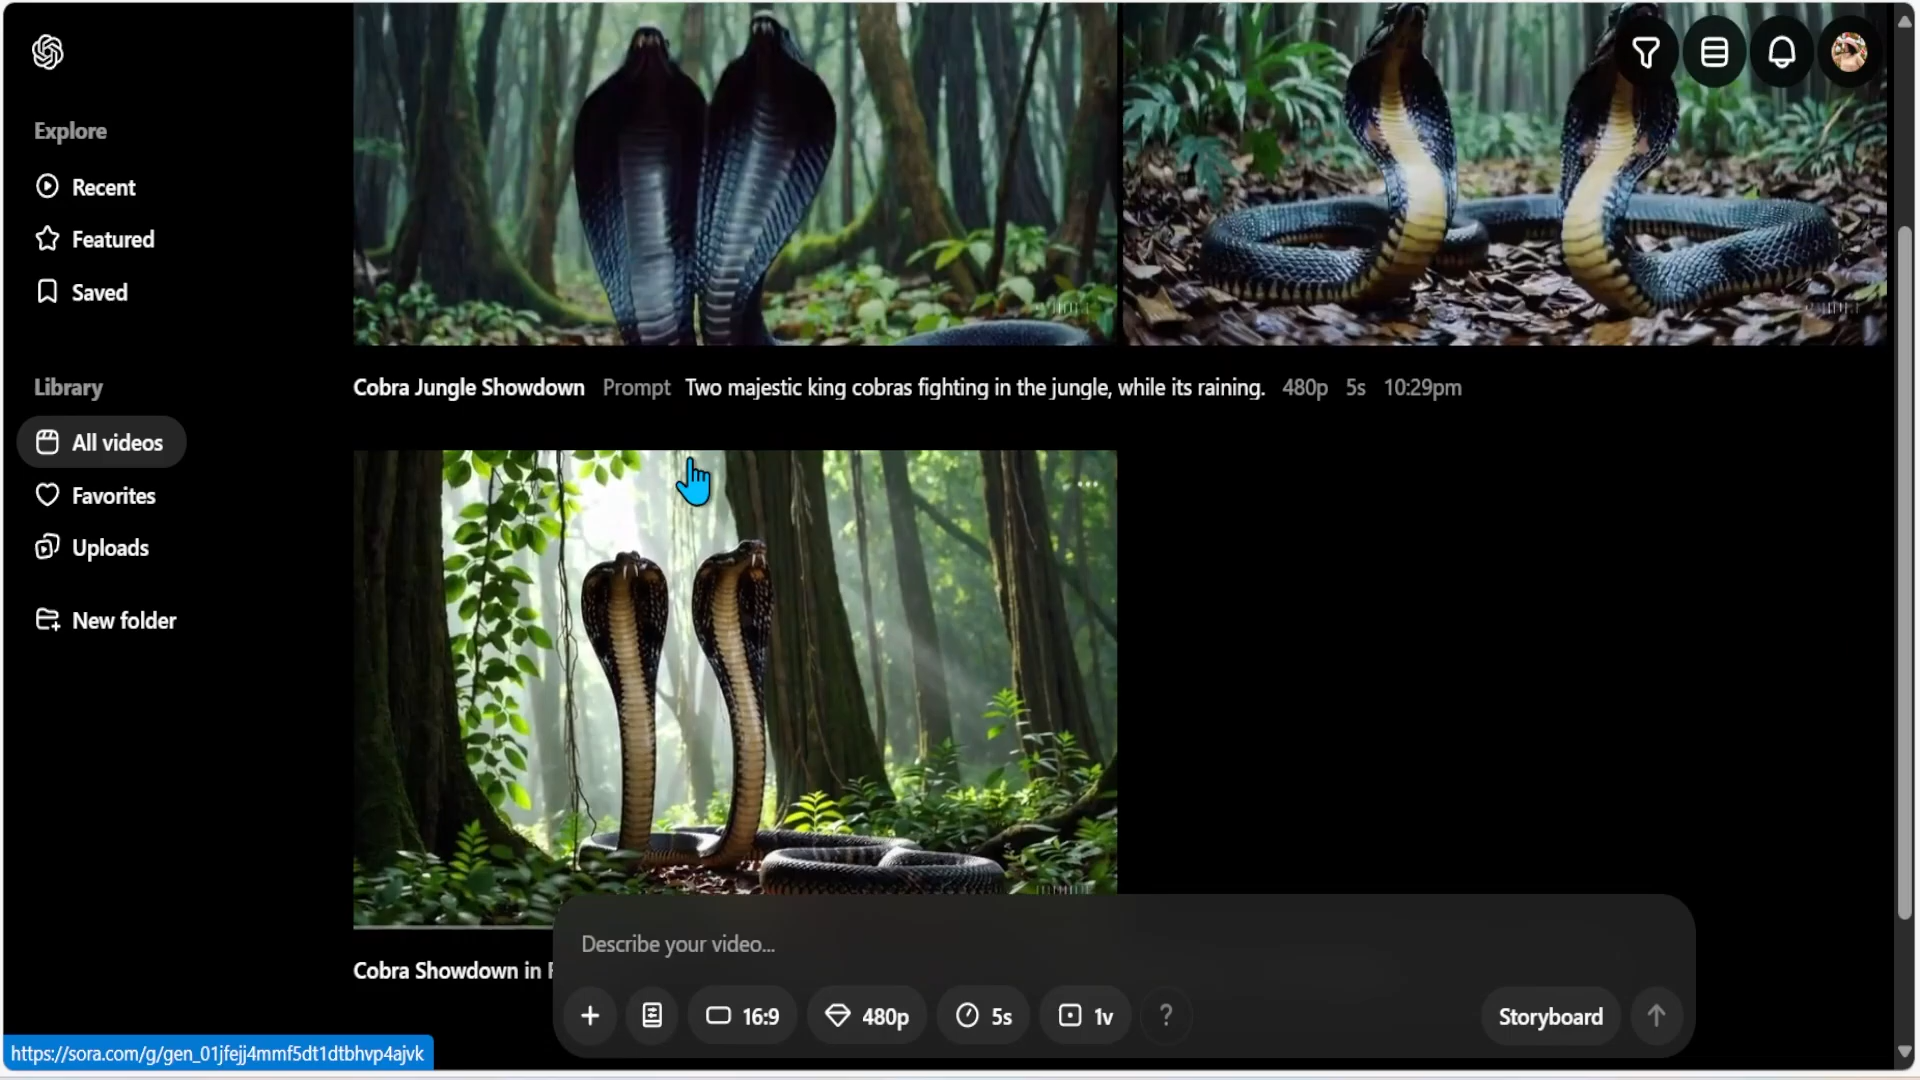 Explore
Recent
Featured
Saved
Library
All videos
Favorites
Uploads
New folder
Cobra Jungle Showdown Prompt Two majestic king cobras fighting in the jungle, while its raining. 480p 5s 10:29pm
Cobra Showdown in
Describe your video...
16:9 480p 5s 1v ? Storyboard
https://sora.com/g/gen_01jfejj4mmf5dt1dtbhvp4ajvk